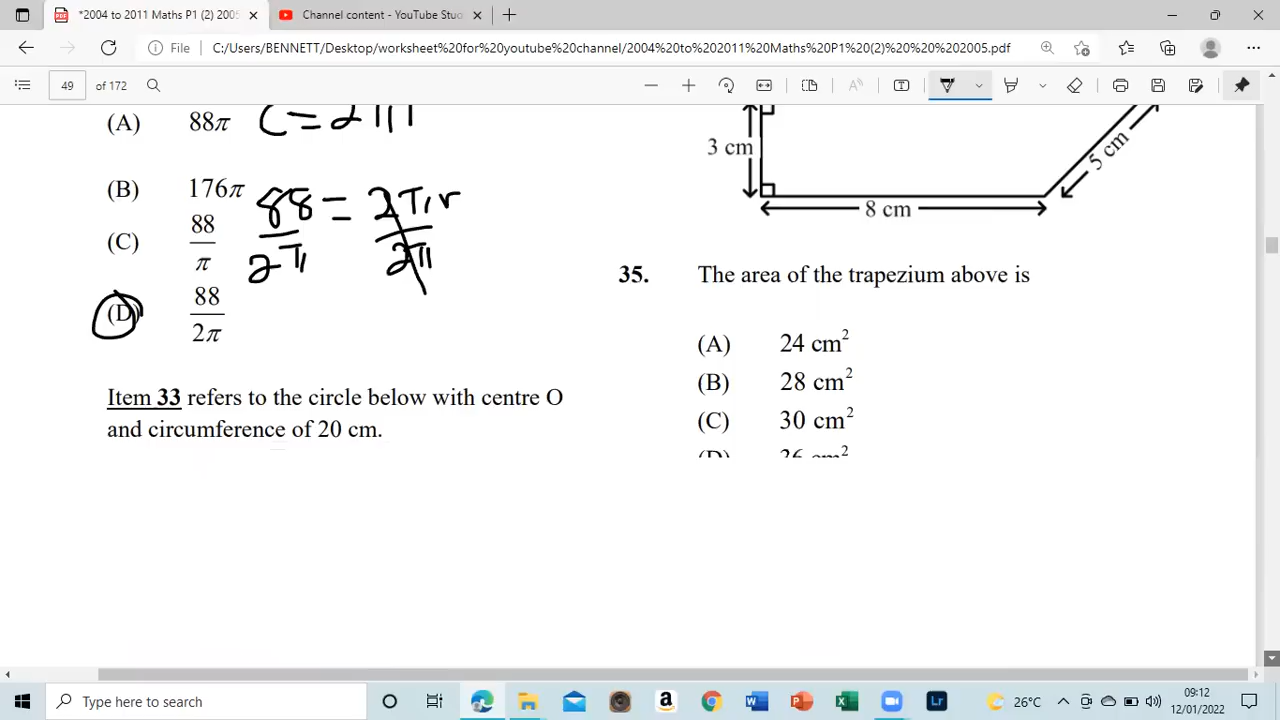 *2004 to 2011 Maths P1 (2) 2005
Channel content - YouTube Stu
File
C:/Users/BENNETT/Desktop/worksheet%20for%20youtube%20channel/2004%20to%202011%20Maths%20P1%20(2)%20%20%202005.pdf
49 of 172
(A) 88π
C = 2π
(B) 176π
88 = 2πr
2π 2π
(C) 88
π
(D) 88
2π
Item 33 refers to the circle below with centre O
and circumference of 20 cm.
3 cm
5 cm
8 cm
35. The area of the trapezium above is
(A) 24 cm²
(B) 28 cm²
(C) 30 cm²
(D) 36 cm²
Type here to search
26°C
09:12
12/01/2022